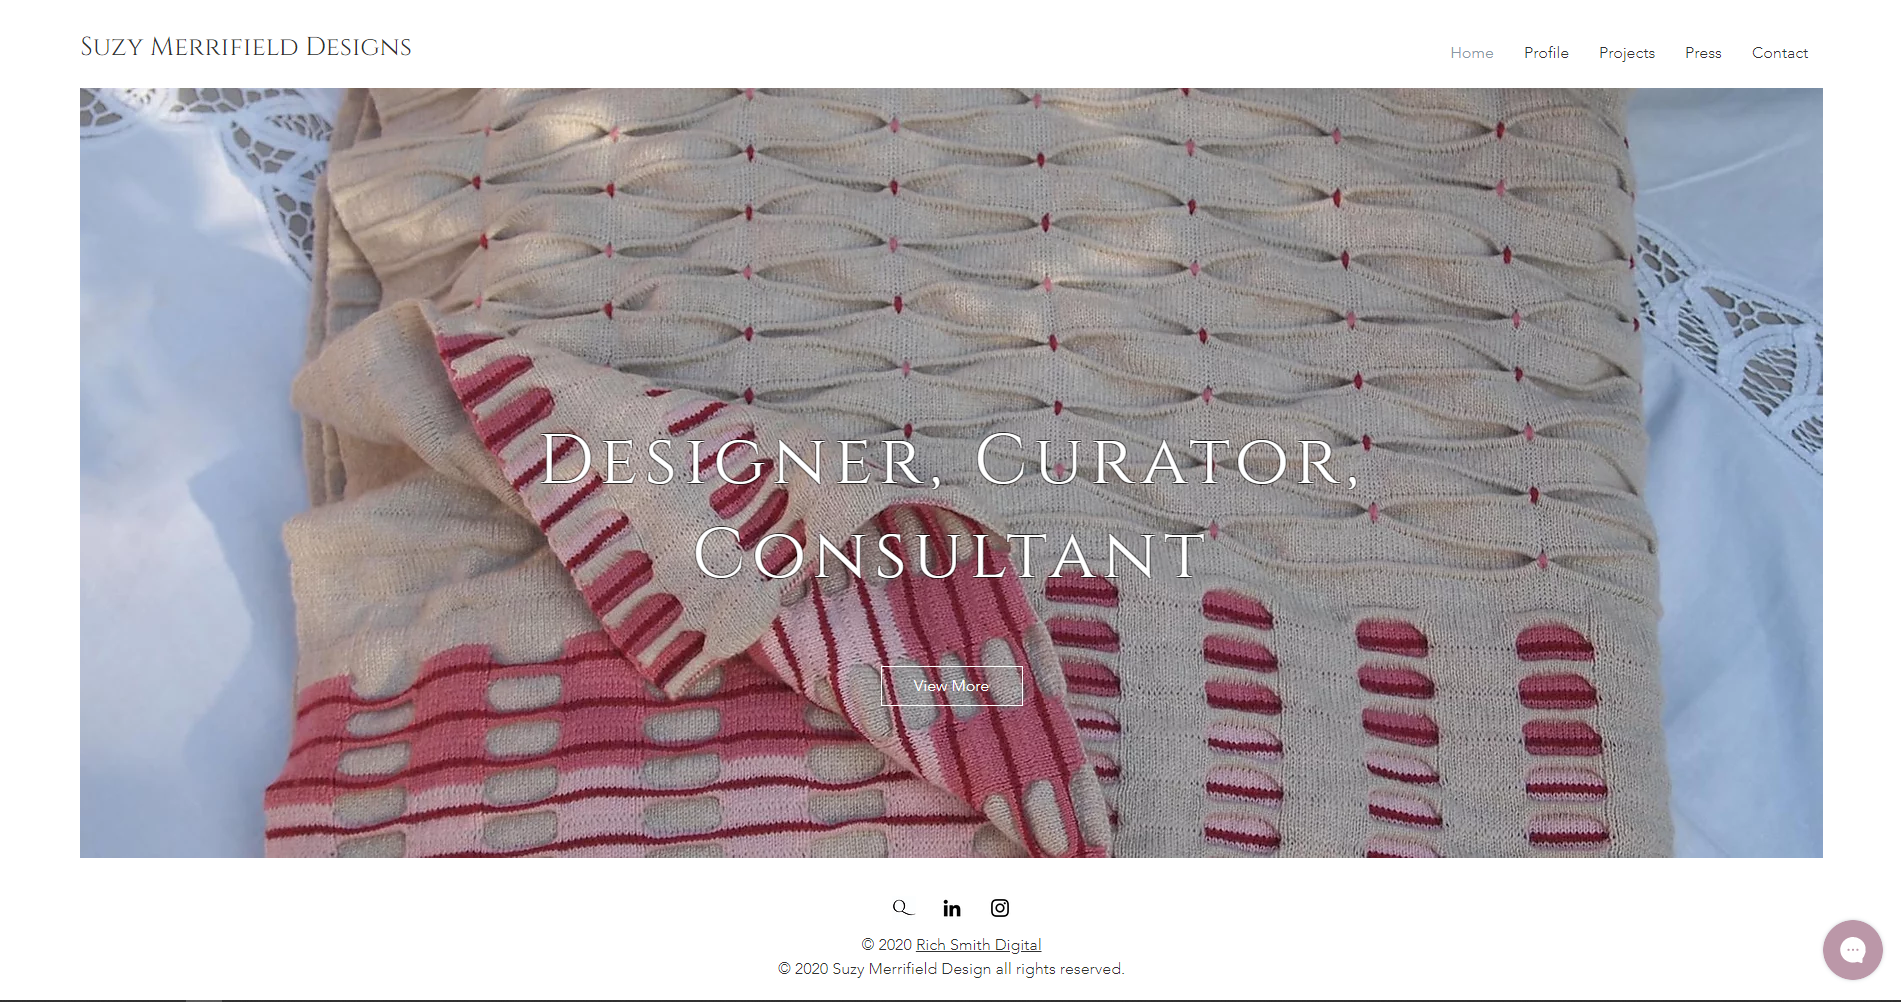 Suzy Merrifield Designs
Home Profile Projects Press Contact
Designer, Curator,
Consultant
View More
© 2020 Rich Smith Digital
© 2020 Suzy Merrifield Design all rights reserved.